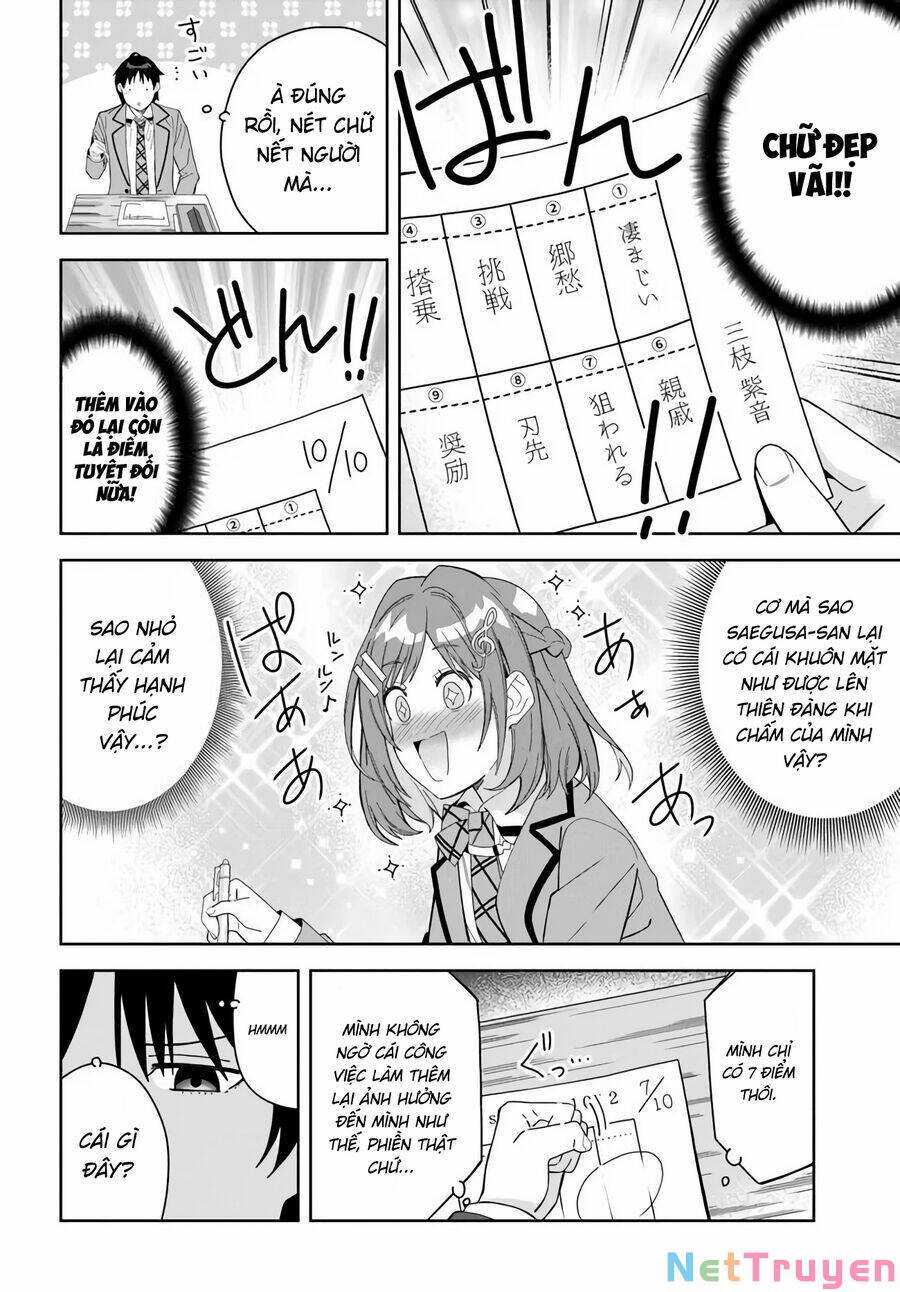 CHỮ ĐẸP
VÃI!!
ばん
!!
①
凄まじい
②
郷愁
③
挑戦
④
搭乗
三枝 紫音
⑥
親戚
⑦
狙われる
⑧
刃先
⑨
奨励
À ĐÚNG
RỒI, NÉT CHỮ
NẾT NGƯỜI
MÀ...
すごい
どん!!
THÊM VÀO
ĐÓ LẠI CÒN
LÀ ĐIỂM
TUYỆT ĐỐI
NỮA!
10/10
①
②
CƠ MÀ SAO
SAEGUSA-SAN LẠI
CÓ CÁI KHUÔN MẶT
NHƯ ĐƯỢC LÊN
THIÊN ĐẢNG KHI
CHẤM CỦA MÌNH
VẬY?
ぱあぁ
ルンルン♪
あぁっ
SAO NHỎ
LẠI CẢM
THẤY HẠNH
PHÚC
VẬY...?
MÌNH CHỈ
CÓ 7 ĐIỂM
THÔI.
ぐっ...
7/10
MÌNH KHÔNG
NGỜ CÁI CÔNG
VIỆC LÀM THÊM
LẠI ẢNH HƯỞNG
ĐẾN MÌNH NHƯ
THẾ, PHIỀN THẬT
CHỨ...
HMMM
CÁI GÌ
ĐÂY?
NetTruyen